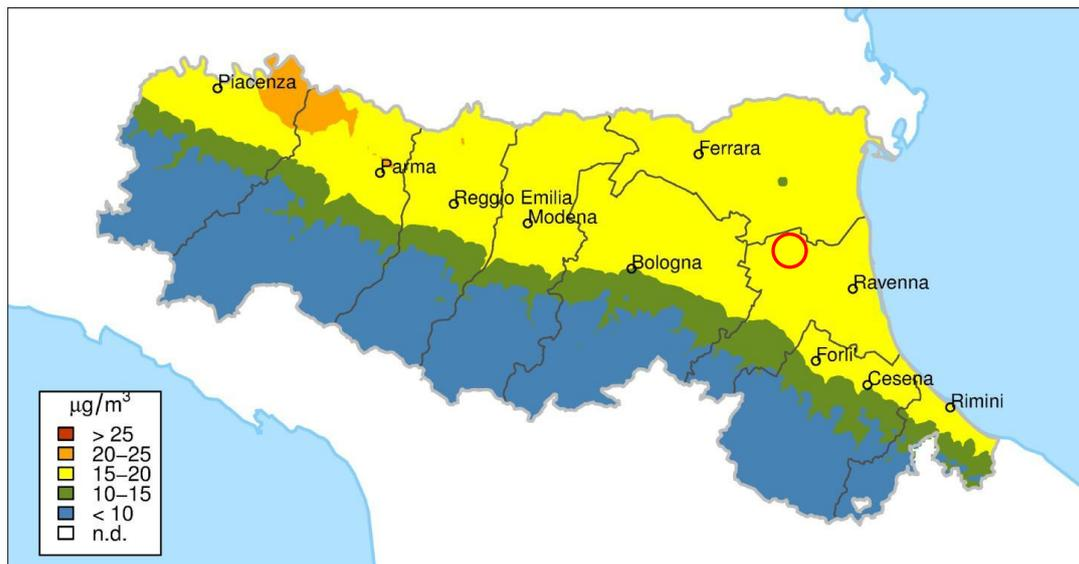 Piacenza
Ferrara
Parma
Reggio Emilia
Modena
Bologna
Ravenna
Forlì
Cesena
Rimini
µg/m³
> 25
20–25
15–20
10–15
< 10
n.d.